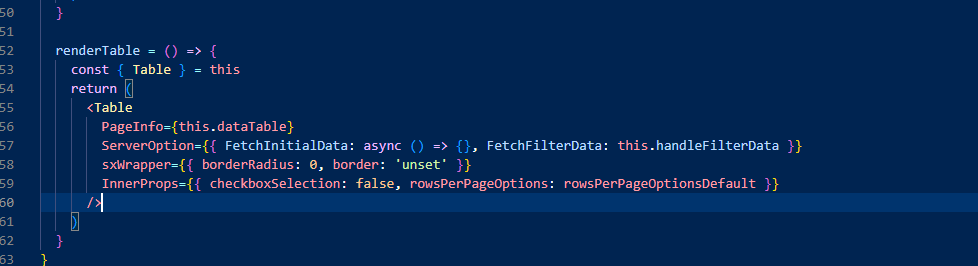 50 }
51
52 renderTable = () => {
53 const { Table } = this
54 return (
55 <Table
56 PageInfo={this.dataTable}
57 ServerOption={{ FetchInitialData: async () => {}, FetchFilterData: this.handleFilterData }}
58 sxWrapper={{ borderRadius: 0, border: 'unset' }}
59 InnerProps={{ checkboxSelection: false, rowsPerPageOptions: rowsPerPageOptionsDefault }}
60 />
61 )
62 }
63 }